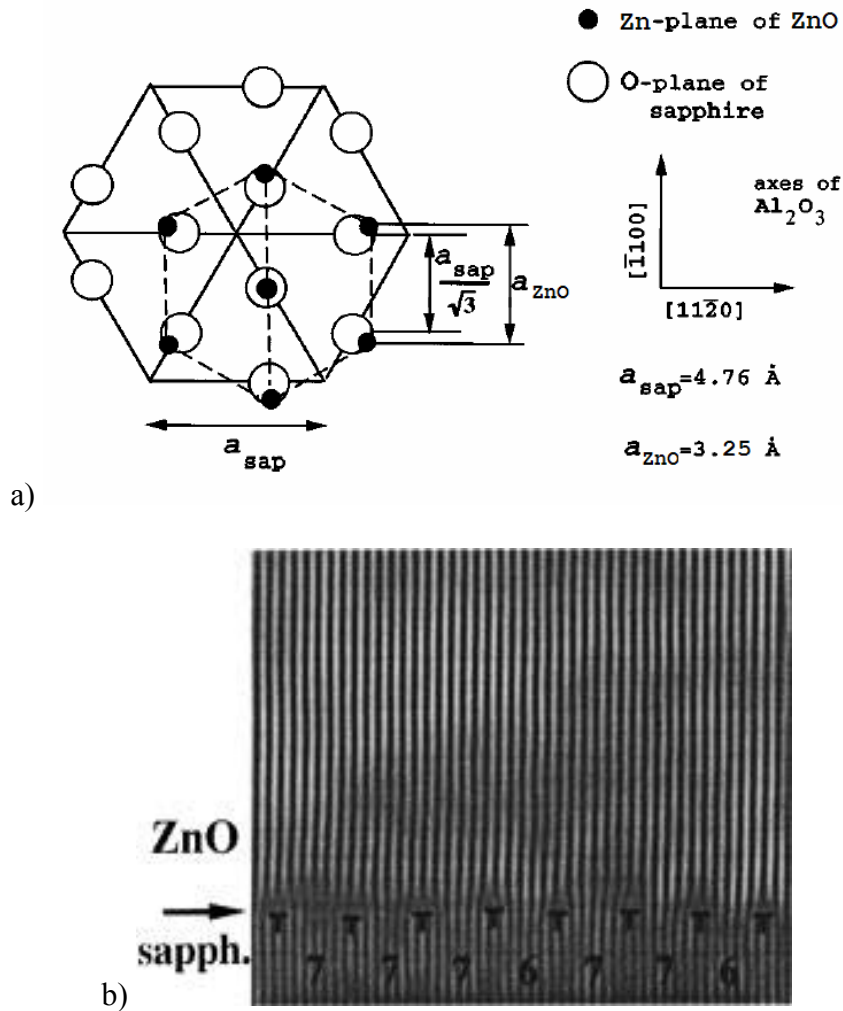 Zn-plane of ZnO
O-plane of
sapphire
axes of
Al₂O₃
[1̄100]
[112̄0]
a_sap
√3
a_ZnO
a_sap
a_sap=4.76 Å
a_ZnO=3.25 Å
a)
ZnO
sapph.
7 7 7 6 7 7 6
b)